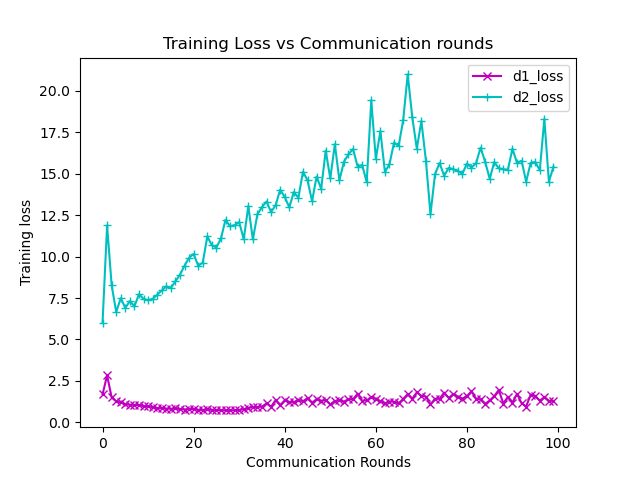 Training Loss vs Communication rounds
d1_loss
d2_loss
Training loss
20.0
17.5
15.0
12.5
10.0
7.5
5.0
2.5
0.0
0 20 40 60 80 100
Communication Rounds